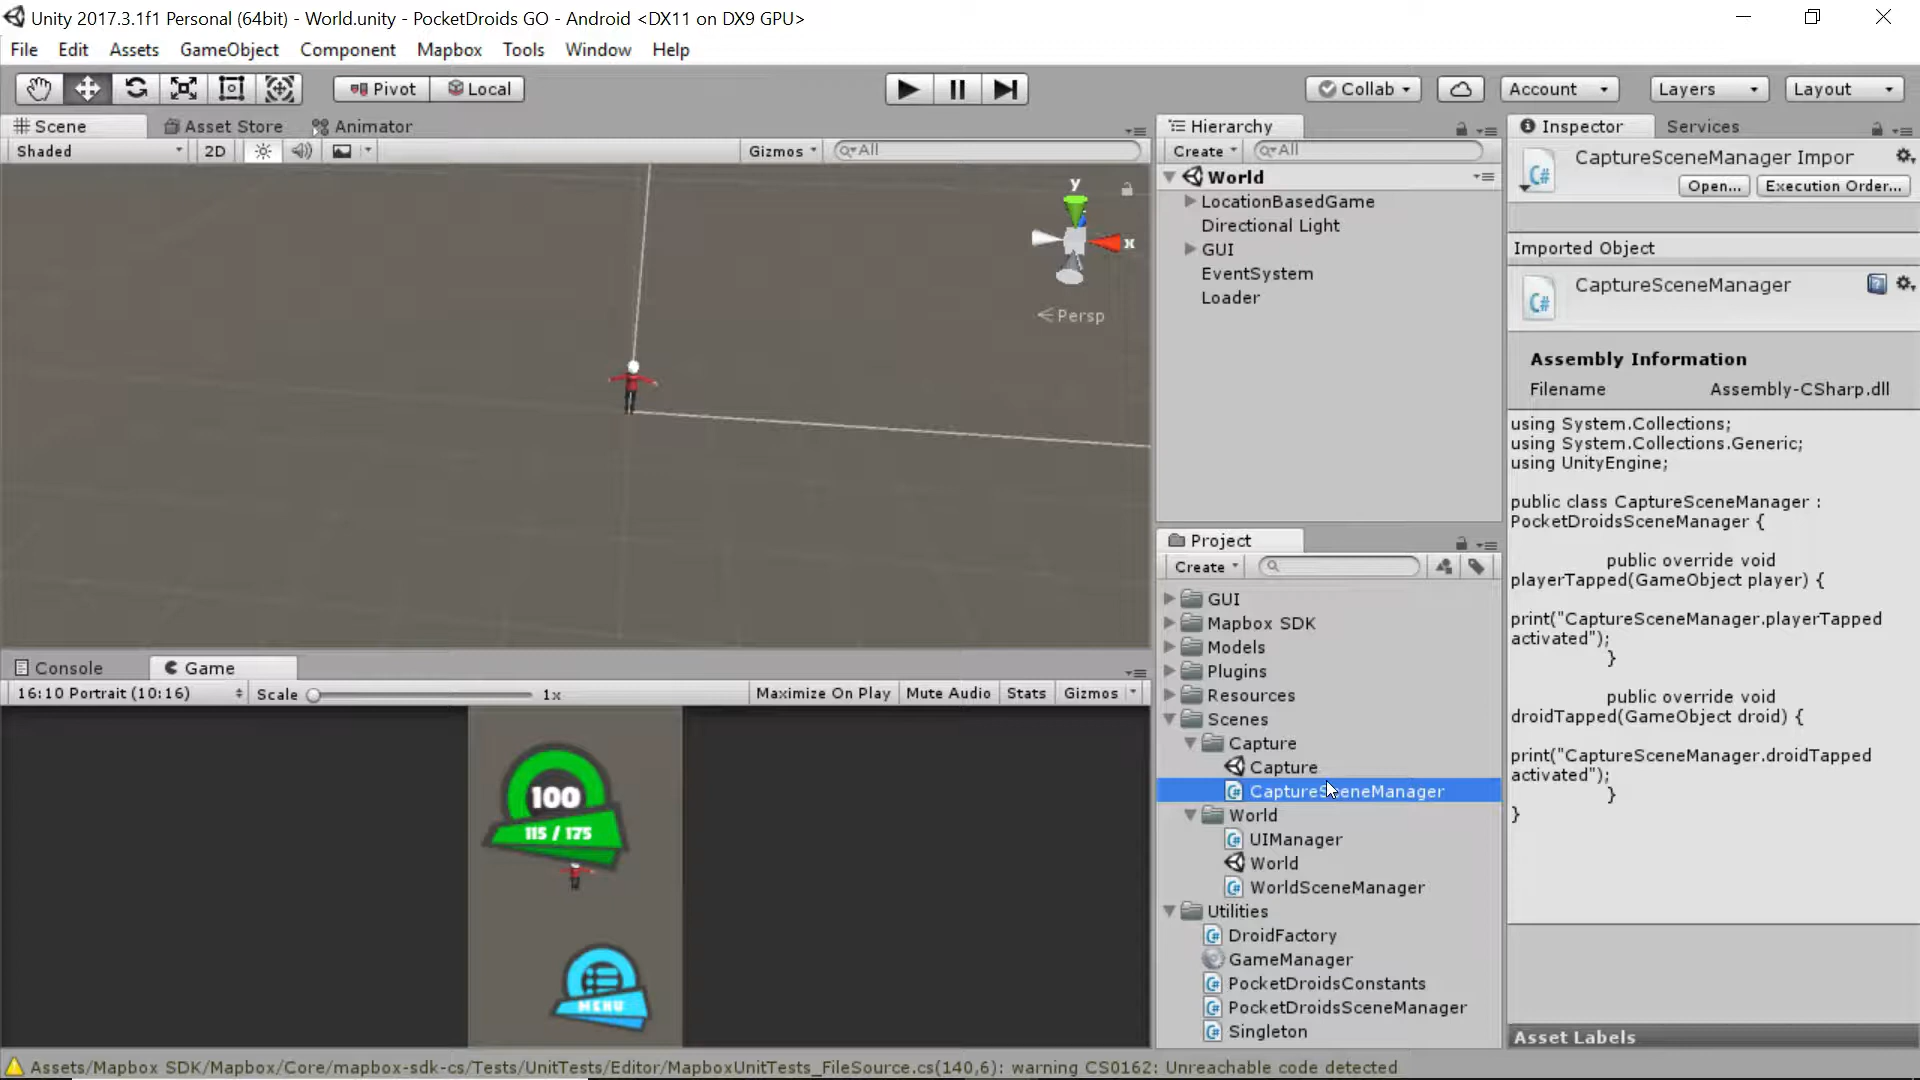 Unity 2017.3.1f1 Personal (64bit) - World.unity - PocketDroids GO - Android <DX11 on DX9 GPU>
File Edit Assets GameObject Component Mapbox Tools Window Help
Pivot Local Collab Account Layers Layout
Scene Asset Store Animator
Shaded 2D Gizmos All
y
x
Persp
Hierarchy
Create All
World
LocationBasedGame
Directional Light
GUI
EventSystem
Loader
Console Game
16:10 Portrait (10:16) Scale 1x Maximize On Play Mute Audio Stats Gizmos
100
115 / 175
MENU
Project
Create
GUI
Mapbox SDK
Models
Plugins
Resources
Scenes
Capture
Capture
CaptureSceneManager
World
UIManager
World
WorldSceneManager
Utilities
DroidFactory
GameManager
PocketDroidsConstants
PocketDroidsSceneManager
Singleton
Inspector Services
CaptureSceneManager Impor
Open... Execution Order...
Imported Object
CaptureSceneManager
Assembly Information
Filename Assembly-CSharp.dll
using System.Collections;
using System.Collections.Generic;
using UnityEngine;
public class CaptureSceneManager :
PocketDroidsSceneManager {
public override void
playerTapped(GameObject player) {
print("CaptureSceneManager.playerTapped
activated");
}
public override void
droidTapped(GameObject droid) {
print("CaptureSceneManager.droidTapped
activated");
}
}
Asset Labels
Assets/Mapbox SDK/Mapbox/Core/mapbox-sdk-cs/Tests/UnitTests/Editor/MapboxUnitTests_FileSource.cs(140,6): warning CS0162: Unreachable code detected